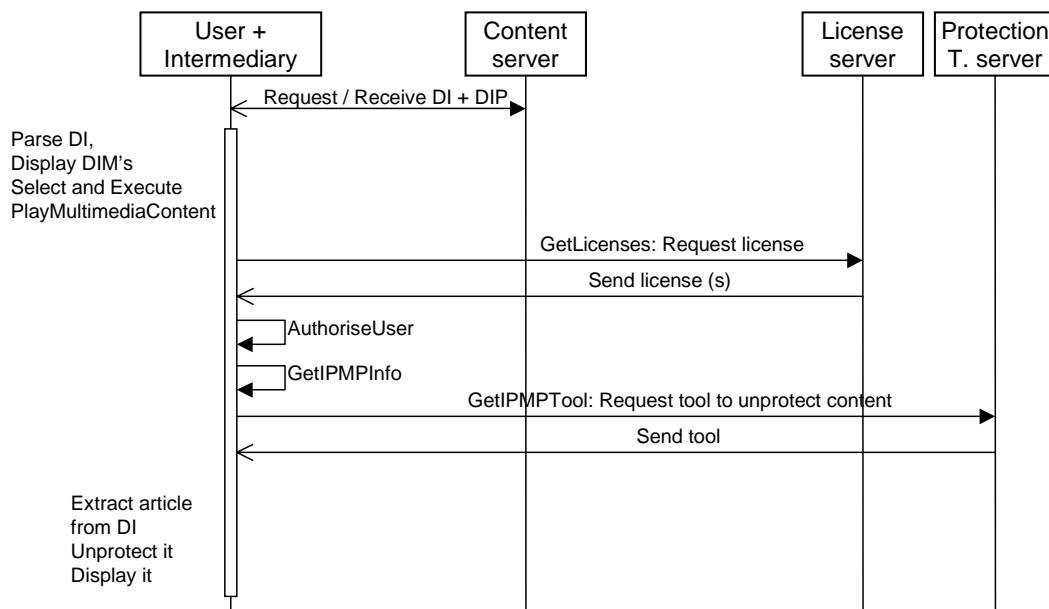 User +
Intermediary
Content
server
License
server
Protection
T. server
Request / Receive DI + DIP
Parse DI,
Display DIM's
Select and Execute
PlayMultimediaContent
GetLicenses: Request license
Send license (s)
AuthoriseUser
GetIPMPInfo
GetIPMPTool: Request tool to unprotect content
Send tool
Extract article
from DI
Unprotect it
Display it